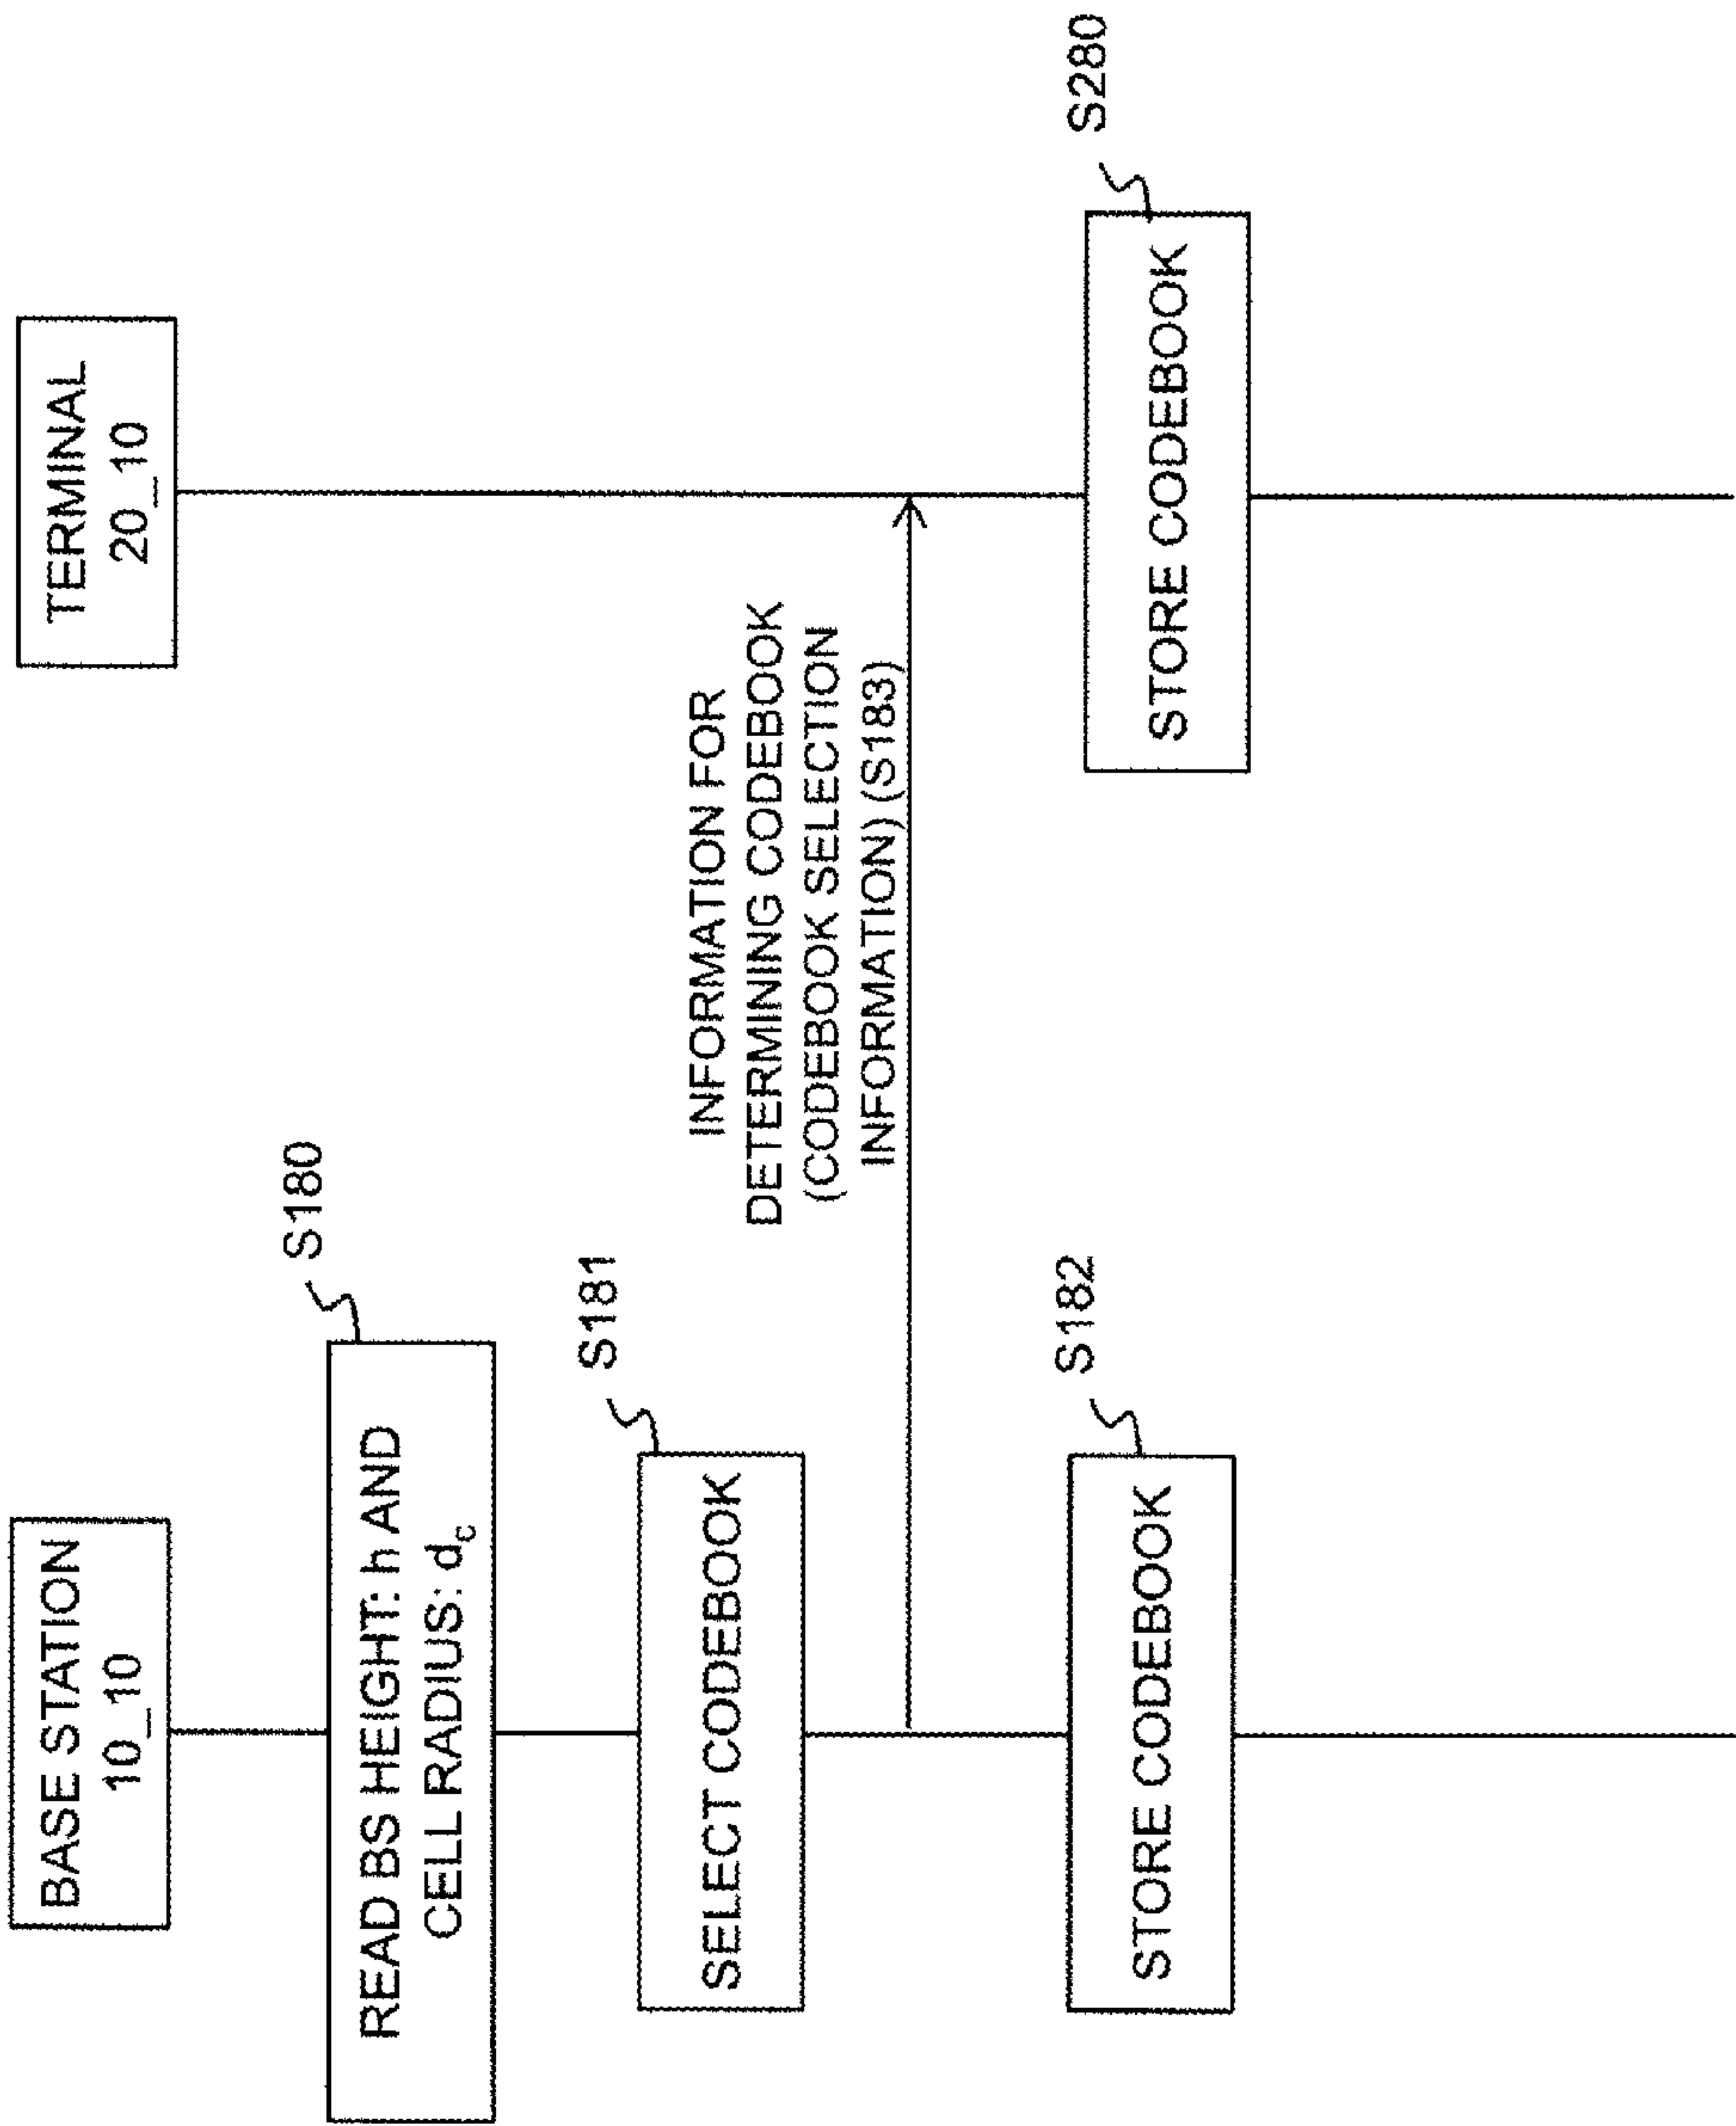 BASE STATION
10_10
TERMINAL
20_10
READ BS HEIGHT: h AND
CELL RADIUS: dc
S180
SELECT CODEBOOK
S181
INFORMATION FOR
DETERMINING CODEBOOK
(CODEBOOK SELECTION
INFORMATION) (S183)
STORE CODEBOOK
S182
STORE CODEBOOK
S280